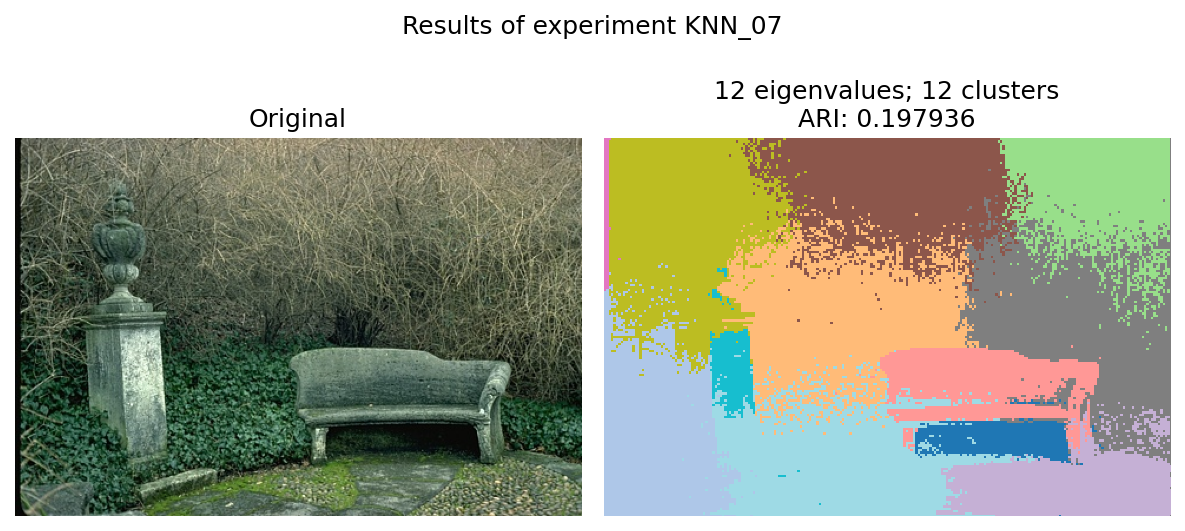 Results of experiment KNN_07
Original
12 eigenvalues; 12 clusters
ARI: 0.197936